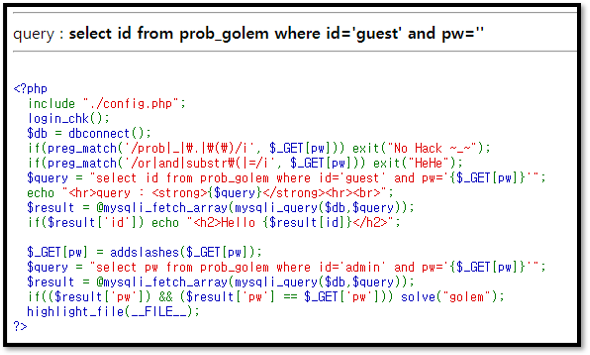 query : select id from prob_golem where id='guest' and pw=''
<?php
include "./config.php";
login_chk();
$db = dbconnect();
if(preg_match('/prob|_|₩.|₩(₩)/i', $_GET[pw])) exit("No Hack ~_~");
if(preg_match('/or|and|substr₩(|=/i', $_GET[pw])) exit("HeHe");
$query = "select id from prob_golem where id='guest' and pw='{$_GET[pw]}'";
echo "<hr>query : <strong>{$query}</strong><hr><br>";
$result = @mysqli_fetch_array(mysqli_query($db,$query));
if($result['id']) echo "<h2>Hello {$result[id]}</h2>";
$_GET[pw] = addslashes($_GET[pw]);
$query = "select pw from prob_golem where id='admin' and pw='{$_GET[pw]}'";
$result = @mysqli_fetch_array(mysqli_query($db,$query));
if(($result['pw']) && ($result['pw'] == $_GET['pw'])) solve("golem");
highlight_file(__FILE__);
?>